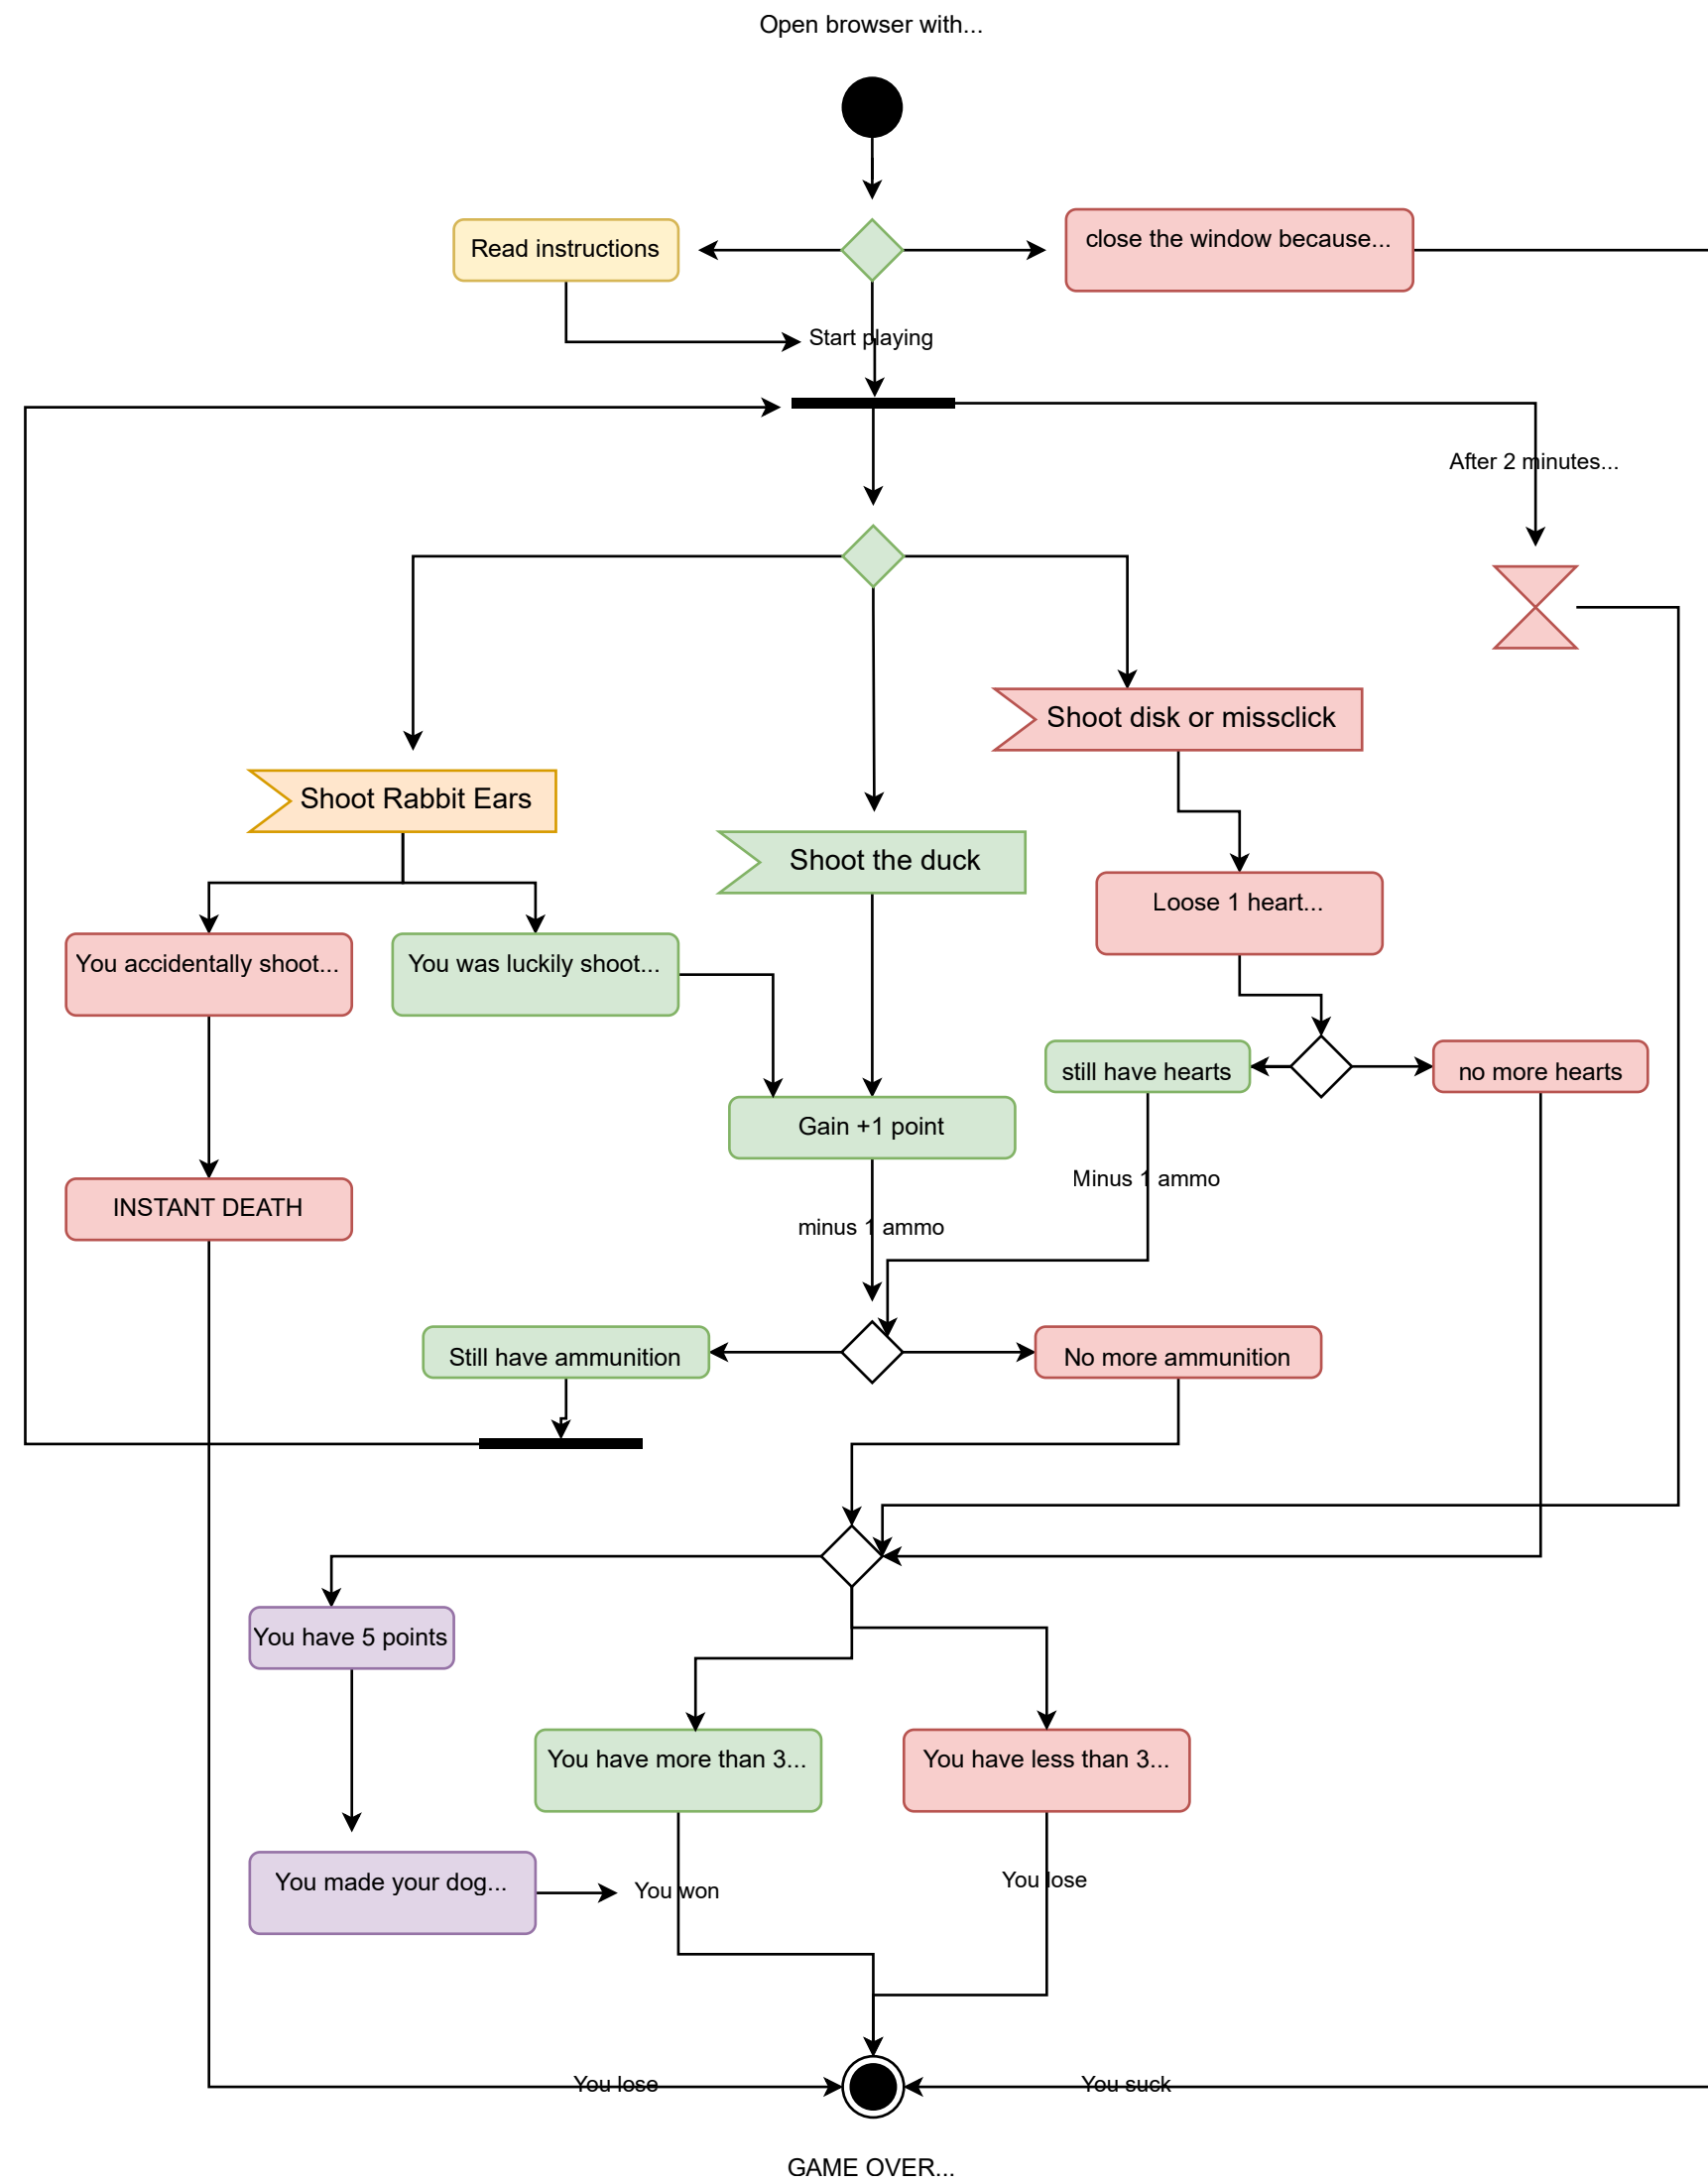 Open browser with...
Read instructions
close the window because...
Start playing
After 2 minutes...
Shoot disk or missclick
Shoot Rabbit Ears
Shoot the duck
Loose 1 heart...
You accidentally shoot...
You was luckily shoot...
still have hearts
no more hearts
Gain +1 point
Minus 1 ammo
INSTANT DEATH
minus 1 ammo
Still have ammunition
No more ammunition
You have 5 points
You have more than 3...
You have less than 3...
You made your dog...
You won
You lose
You lose
You suck
GAME OVER...